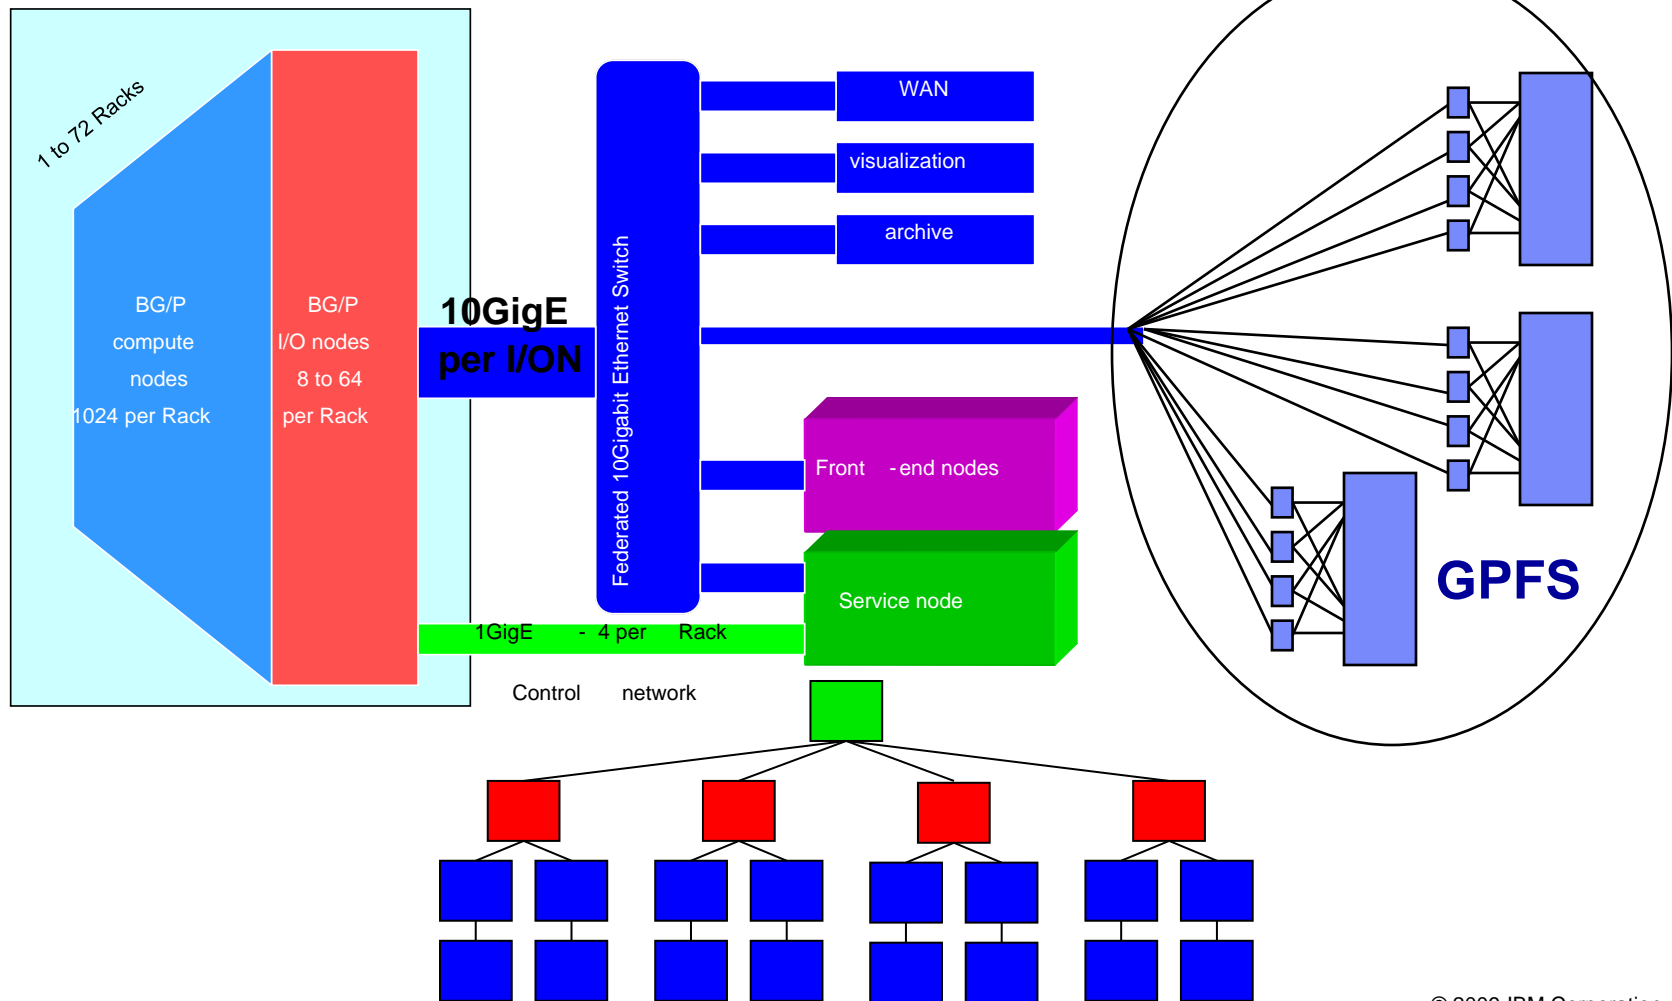 1 to 72 Racks
BG/P
compute
nodes
1024 per Rack
BG/P
I/O nodes
8 to 64
per Rack
10GigE
per I/ON
Federated 10Gigabit Ethernet Switch
WAN
visualization
archive
Front -end nodes
Service node
1GigE - 4 per Rack
Control network
GPFS
IBM Corporation